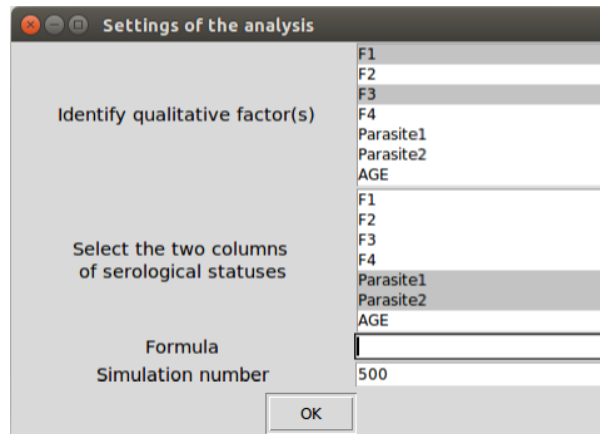 Settings of the analysis
Identify qualitative factor(s)
F1
F2
F3
F4
Parasite1
Parasite2
AGE
Select the two columns
of serological statuses
F1
F2
F3
F4
Parasite1
Parasite2
AGE
Formula
Simulation number
500
OK